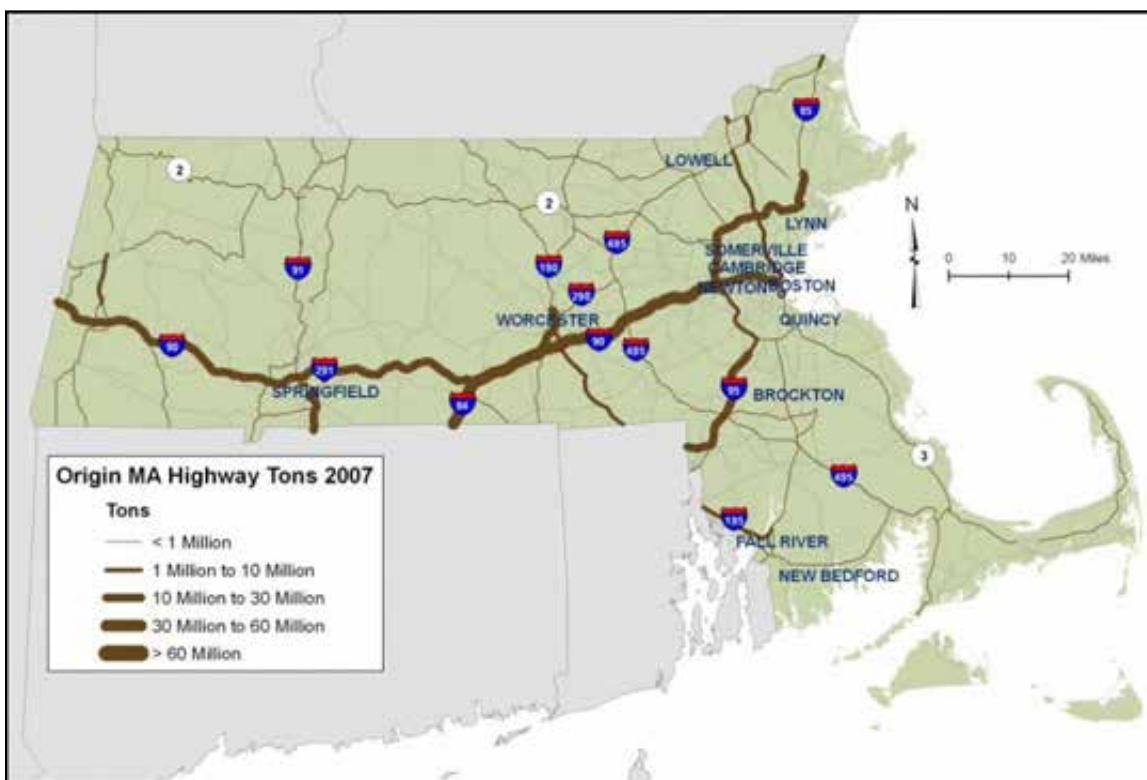 95
LOWELL
2
2
N
LYNN
495
SOMERVILLE
CAMBRIDGE
91
190
NEWTON
BOSTON
0 10 20 Miles
290
WORCESTER
QUINCY
90
90
495
291
SPRINGFIELD
95
BROCKTON
84
3
Origin MA Highway Tons 2007
Tons
< 1 Million
1 Million to 10 Million
10 Million to 30 Million
30 Million to 60 Million
> 60 Million
495
195
FALL RIVER
NEW BEDFORD